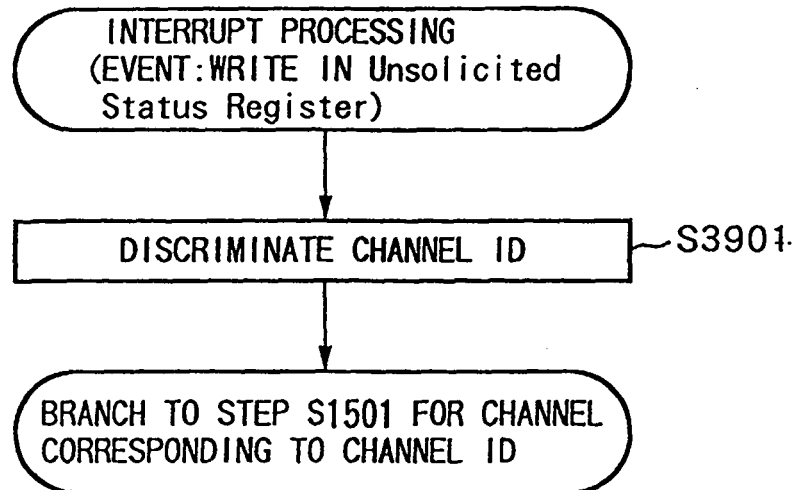 INTERRUPT PROCESSING
(EVENT:WRITE IN Unsolicited
Status Register)
DISCRIMINATE CHANNEL ID
S3901
BRANCH TO STEP S1501 FOR CHANNEL
CORRESPONDING TO CHANNEL ID